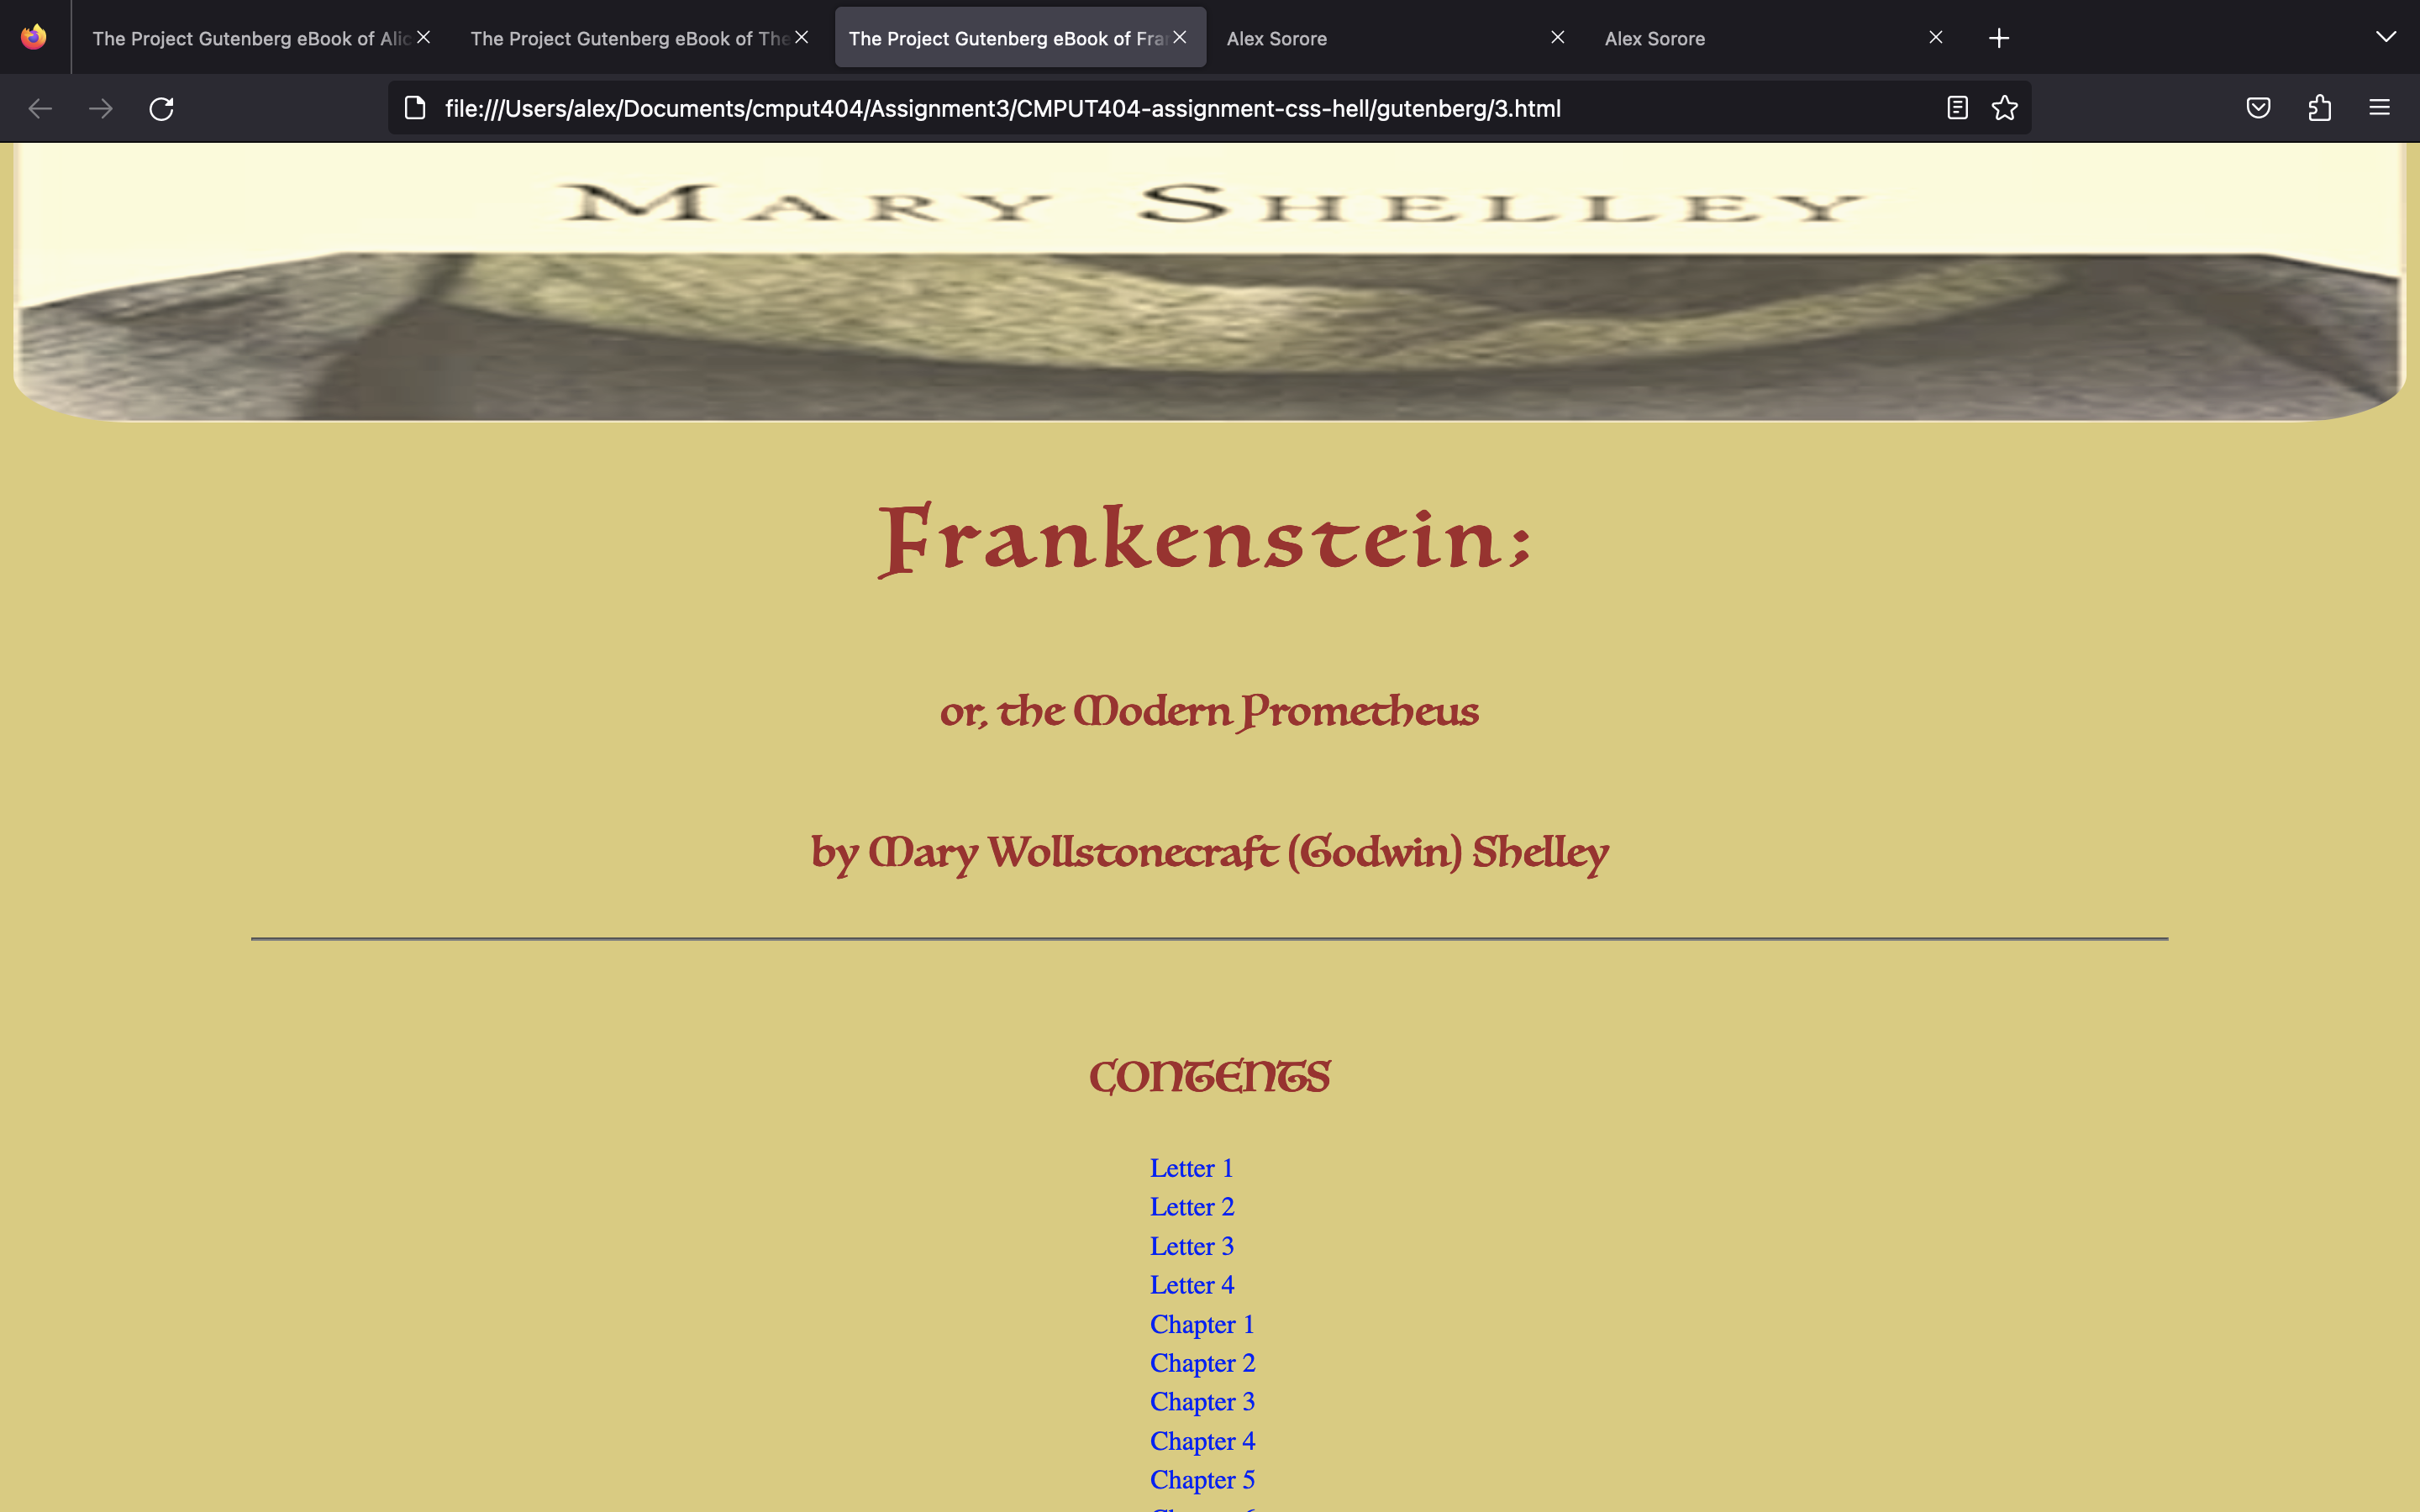 The Project Gutenberg eBook of Alic
The Project Gutenberg eBook of The
The Project Gutenberg eBook of Fra
Alex Sorore
Alex Sorore
file:///Users/alex/Documents/cmput404/Assignment3/CMPUT404-assignment-css-hell/gutenberg/3.html
MARY SHELLEY
Frankenstein;
or, the Modern Prometheus
by Mary Wollstonecraft (Godwin) Shelley
CONTENTS
Letter 1
Letter 2
Letter 3
Letter 4
Chapter 1
Chapter 2
Chapter 3
Chapter 4
Chapter 5